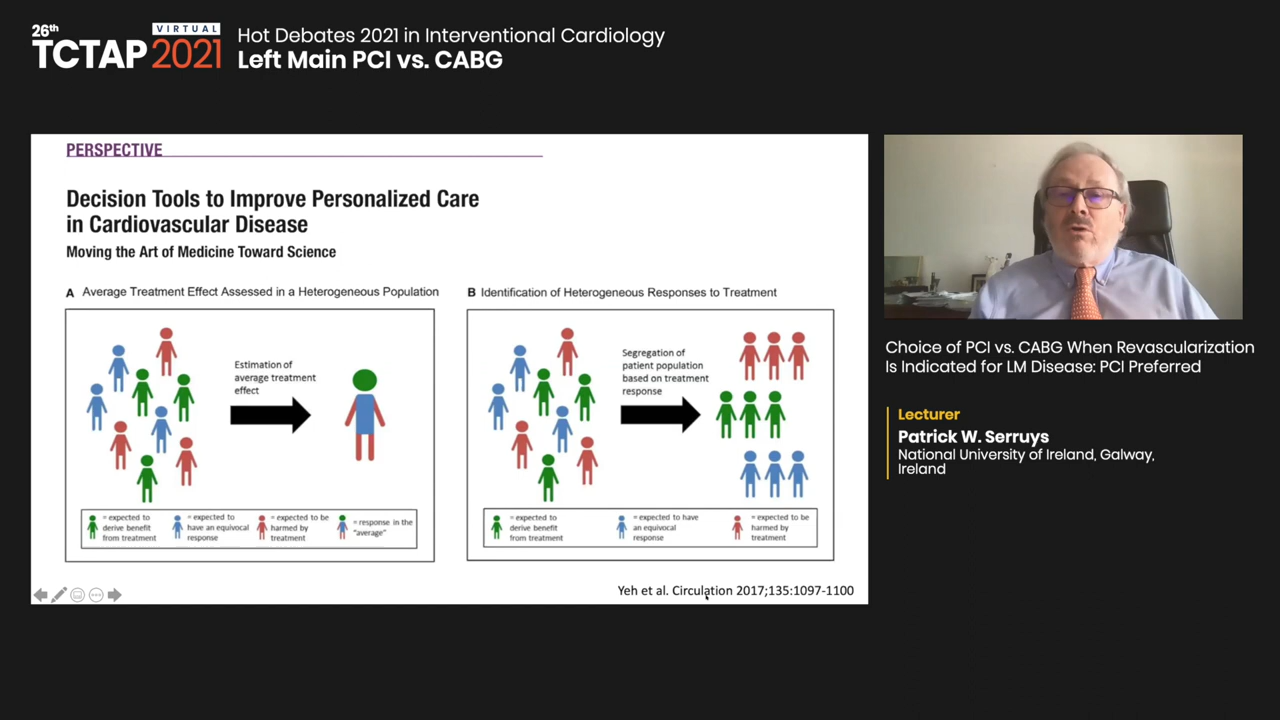 26th
VIRTUAL
TCTAP 2021
Hot Debates 2021 in Interventional Cardiology
Left Main PCI vs. CABG
PERSPECTIVE
Decision Tools to Improve Personalized Care
in Cardiovascular Disease
Moving the Art of Medicine Toward Science
A Average Treatment Effect Assessed in a Heterogeneous Population
Estimation of
average treatment
effect
= expected to
derive benefit
from treatment
= expected to
have an equivocal
response
= expected to be
harmed by
treatment
= response in the
"average"
B Identification of Heterogeneous Responses to Treatment
Segregation of
patient population
based on treatment
response
= expected to
derive benefit
from treatment
= expected to have
an equivocal
response
= expected to be
harmed by
treatment
Yeh et al. Circulation 2017;135:1097-1100
Choice of PCI vs. CABG When Revascularization
Is Indicated for LM Disease: PCI Preferred
Lecturer
Patrick W. Serruys
National University of Ireland, Galway,
Ireland